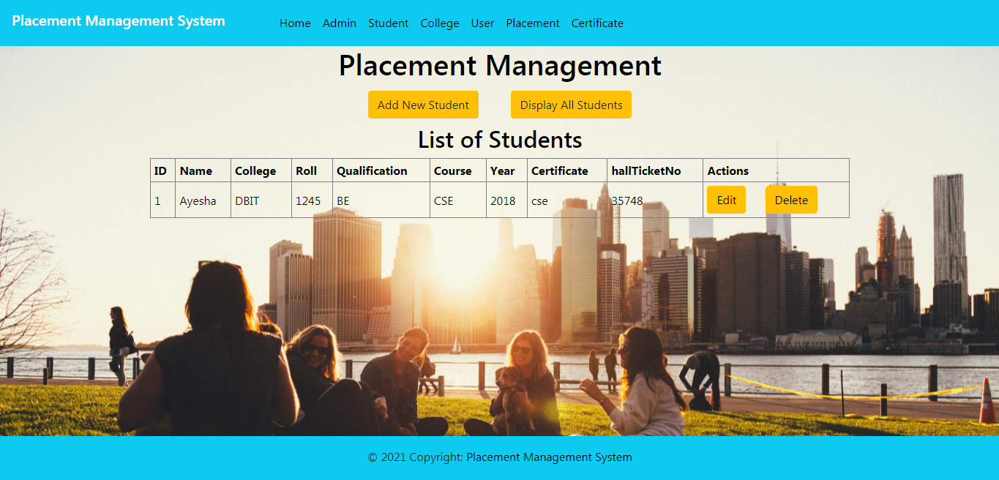 Placement Management System Home Admin Student College User Placement Certificate
Placement Management
Add New Student Display All Students
List of Students
ID Name College Roll Qualification Course Year Certificate hallTicketNo Actions
1 Ayesha DBIT 1245 BE CSE 2018 cse 35748 Edit Delete
© 2021 Copyright: Placement Management System